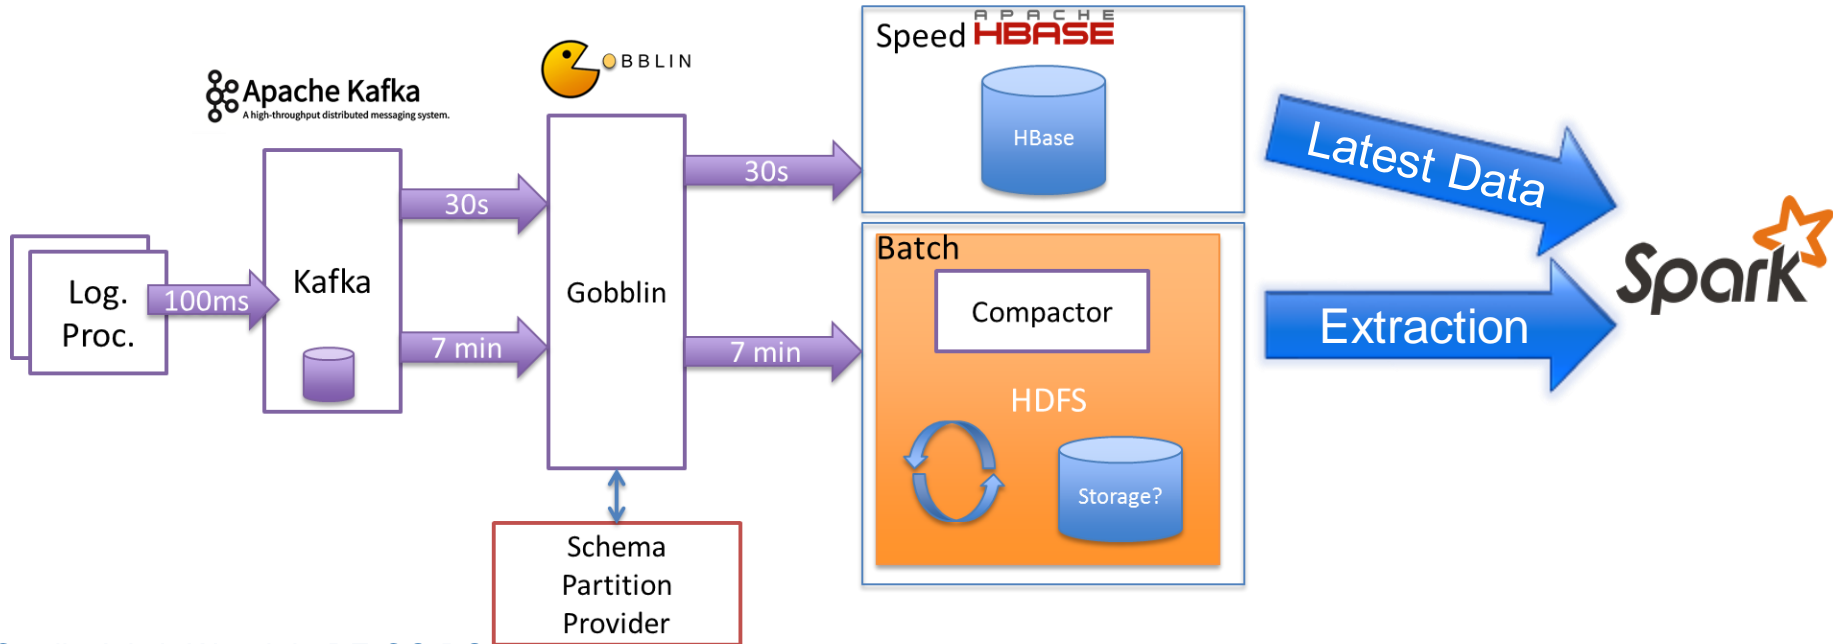 APACHE
HBASE
Speed
BBLIN
Apache Kafka
A high-throughput distributed messaging system.
HBase
Latest Data
30s
30s
Log.
Proc.
100ms
Kafka
Gobblin
Batch
Compactor
Spark
Extraction
7 min
7 min
HDFS
Storage?
Schema
Partition
Provider